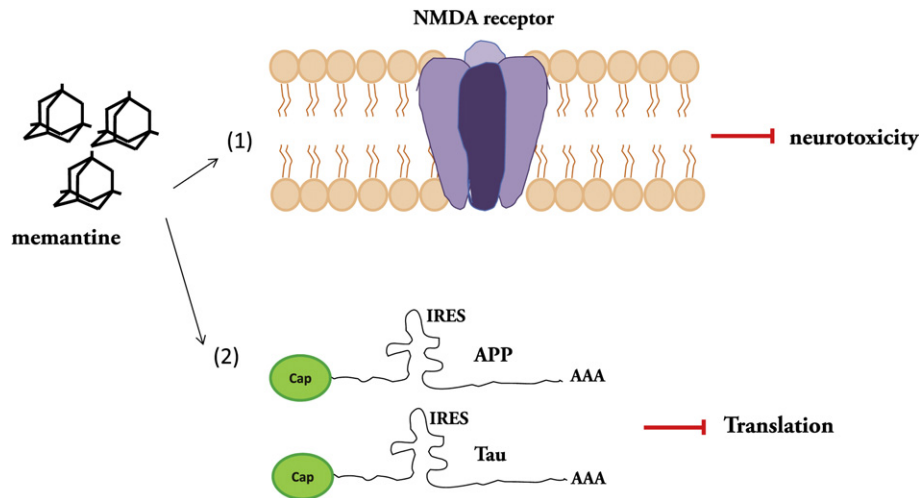 NMDA receptor
(1)
neurotoxicity
memantine
IRES
(2)
APP
Cap
AAA
IRES
Translation
Tau
Cap
AAA